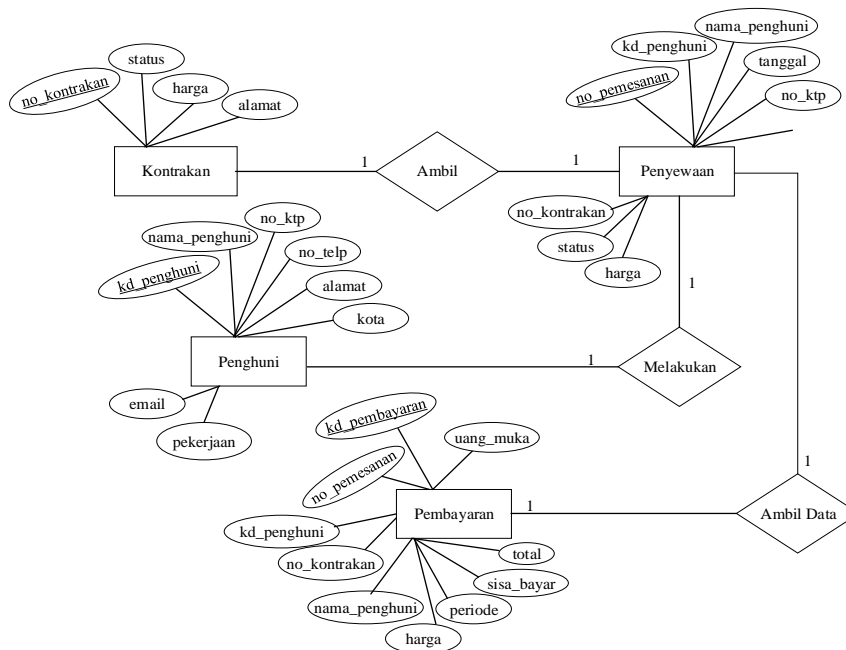 status
no_kontrakan
harga
alamat
Kontrakan
1
Ambil
1
Penyewaan
nama_penghuni
kd_penghuni
tanggal
no_pemesanan
no_ktp
no_kontrakan
status
harga
1
no_ktp
nama_penghuni
no_telp
kd_penghuni
alamat
kota
Penghuni
1
Melakukan
email
pekerjaan
kd_pembayaran
uang_muka
no_pemesanan
Pembayaran
1
1
Ambil Data
kd_penghuni
no_kontrakan
total
sisa_bayar
nama_penghuni
periode
harga